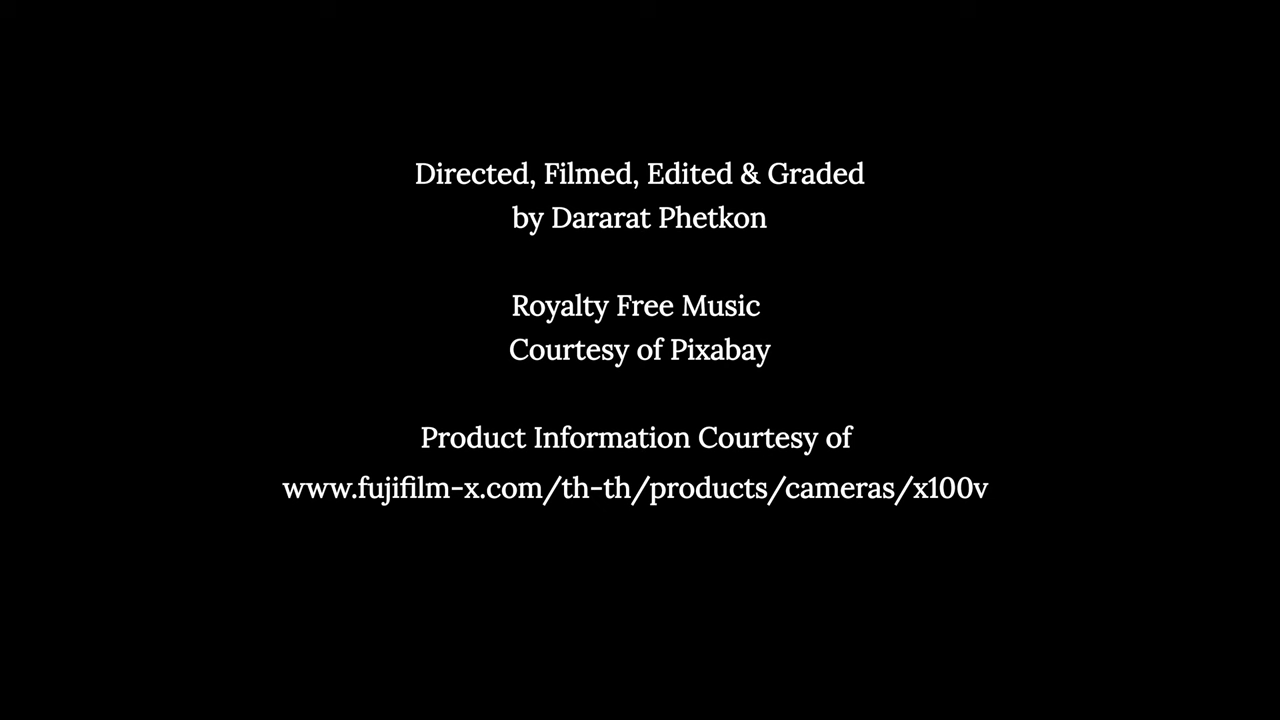 Directed, Filmed, Edited & Graded
by Dararat Phetkon
Royalty Free Music
Courtesy of Pixabay
Product Information Courtesy of
www.fujifilm-x.com/th-th/products/cameras/x100v